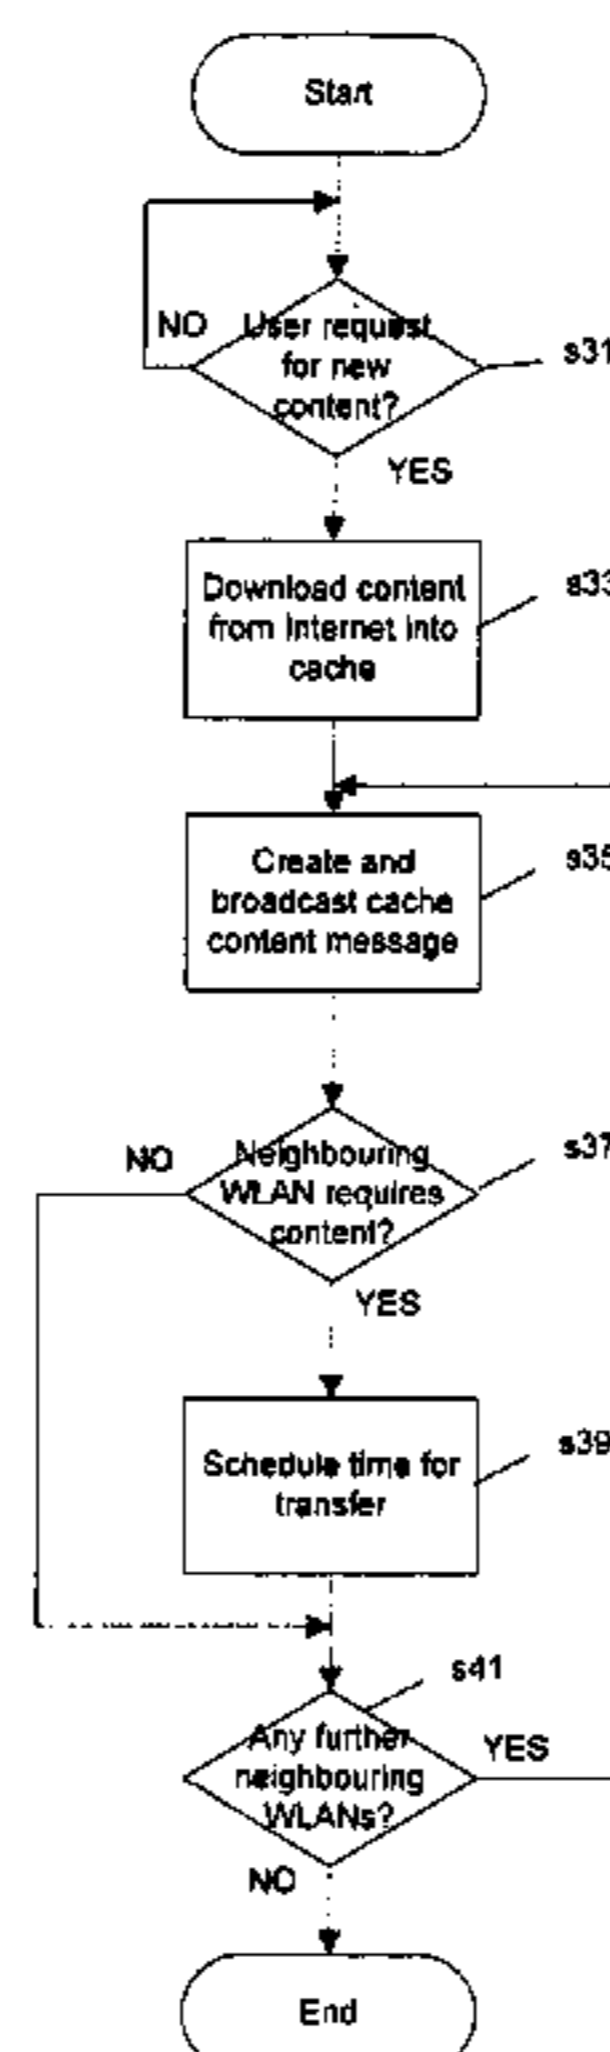 Start
NO
User request
for new
content?
s31
YES
Download content
from Internet into
cache
s33
Create and
broadcast cache
content message
s35
NO
Neighbouring
WLAN requires
content?
s37
YES
Schedule time for
transfer
s39
s41
Any further
neighbouring
WLANs?
YES
NO
End